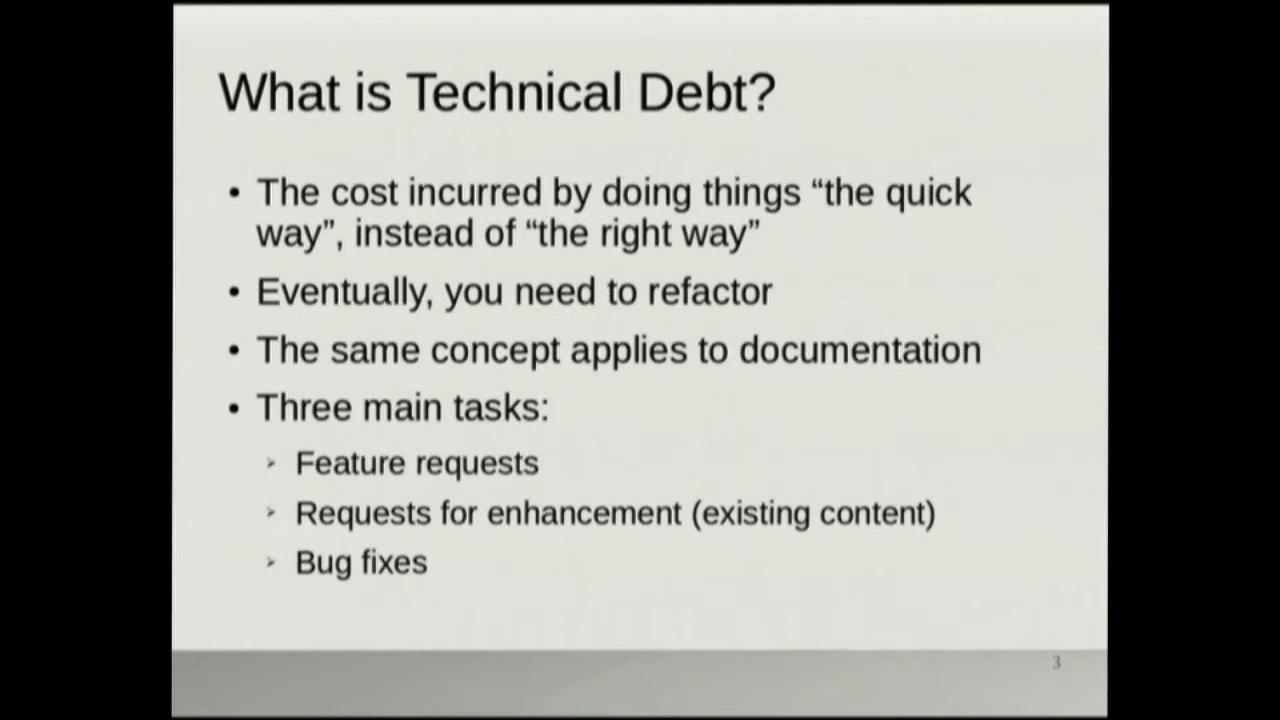 What is Technical Debt?
• The cost incurred by doing things “the quick
way”, instead of “the right way”
• Eventually, you need to refactor
• The same concept applies to documentation
• Three main tasks:
➢ Feature requests
➢ Requests for enhancement (existing content)
➢ Bug fixes
3